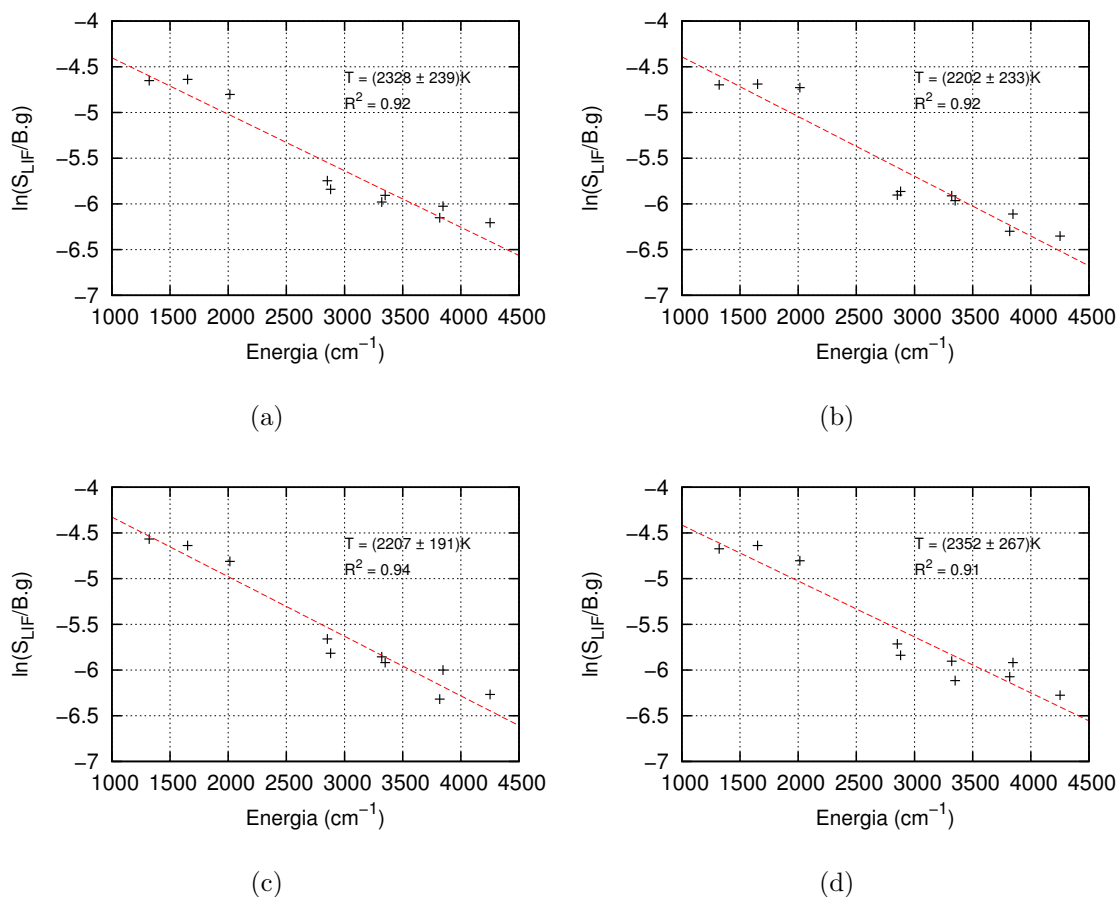 −4
−4.5
−5
−5.5
−6
−6.5
−7
ln(S_LIF/B.g)
T = (2328 ± 239)K
R² = 0.92
1000 1500 2000 2500 3000 3500 4000 4500
Energia (cm⁻¹)
(a)
−4
−4.5
−5
−5.5
−6
−6.5
−7
ln(S_LIF/B.g)
T = (2202 ± 233)K
R² = 0.92
1000 1500 2000 2500 3000 3500 4000 4500
Energia (cm⁻¹)
(b)
−4
−4.5
−5
−5.5
−6
−6.5
−7
ln(S_LIF/B.g)
T = (2207 ± 191)K
R² = 0.94
1000 1500 2000 2500 3000 3500 4000 4500
Energia (cm⁻¹)
(c)
−4
−4.5
−5
−5.5
−6
−6.5
−7
ln(S_LIF/B.g)
T = (2352 ± 267)K
R² = 0.91
1000 1500 2000 2500 3000 3500 4000 4500
Energia (cm⁻¹)
(d)